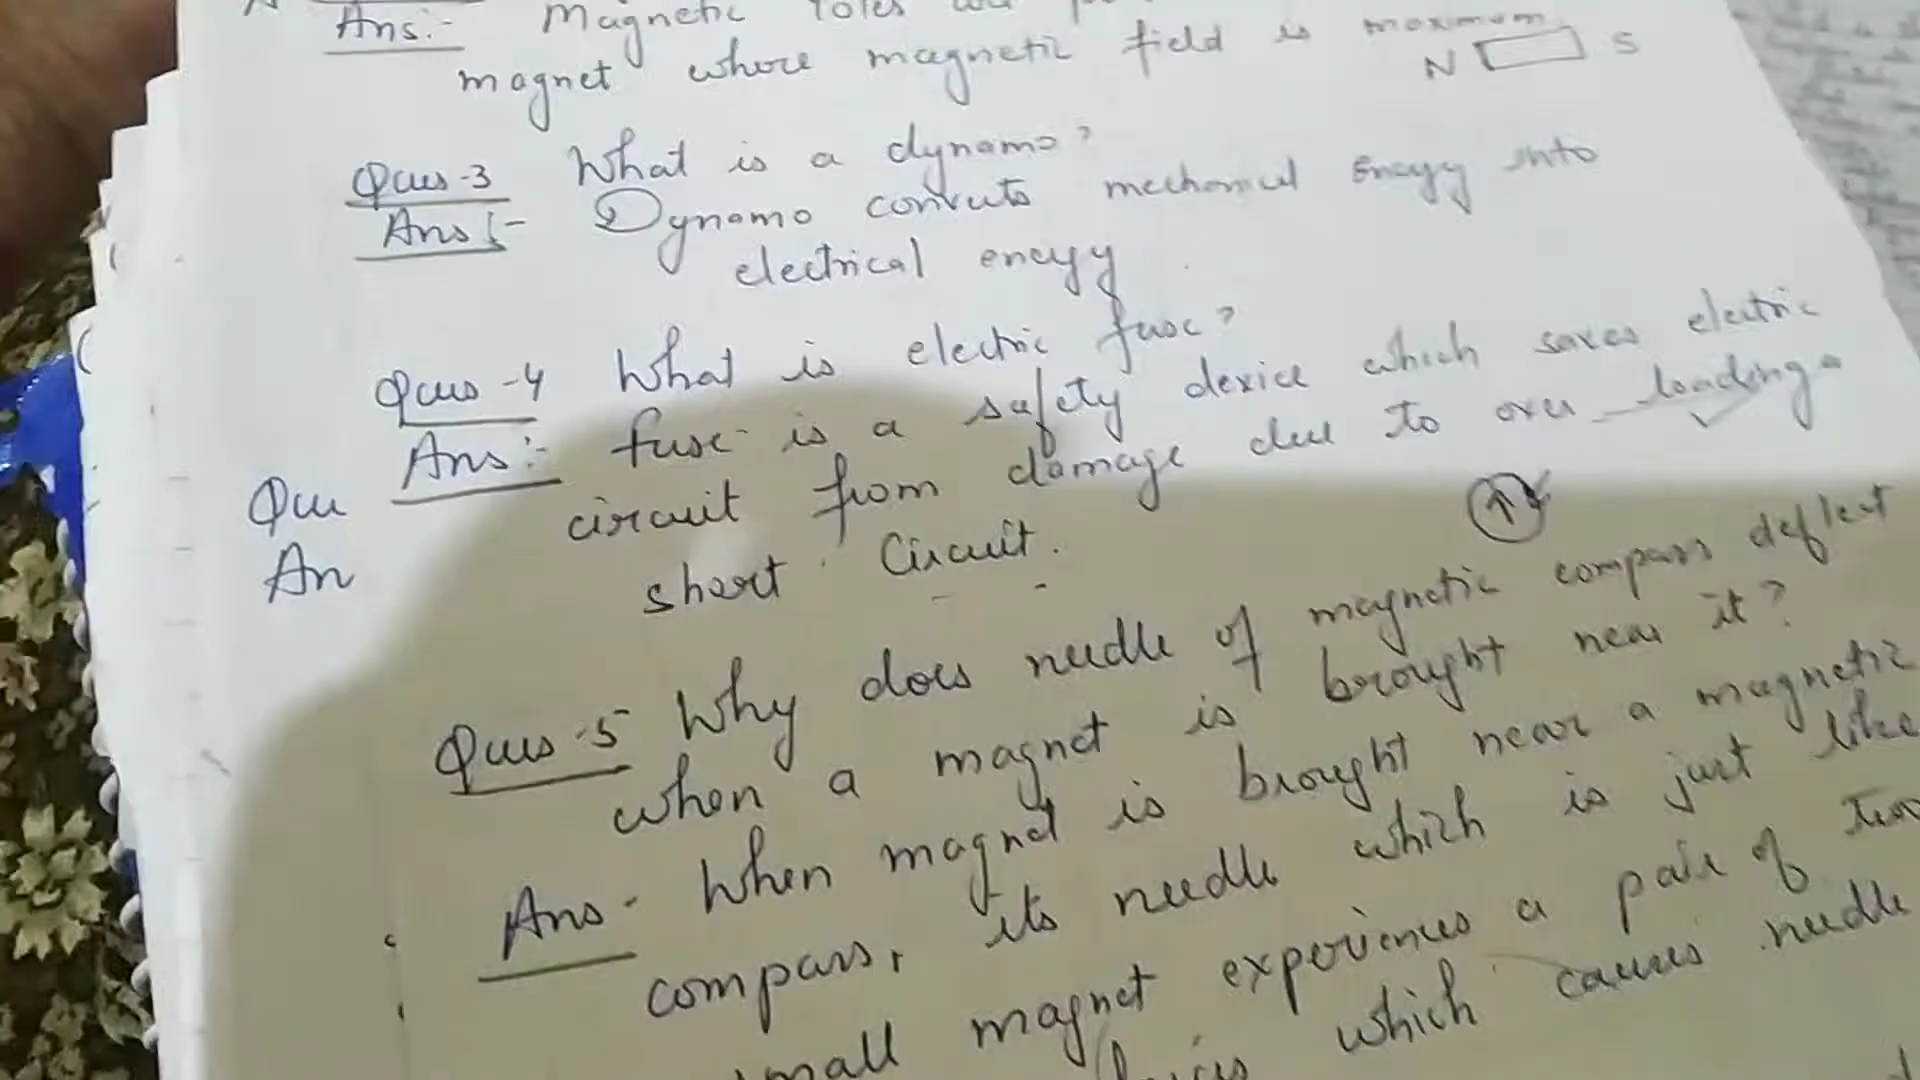 Ans:- Magnetic Poles
magnet where magnetic field is maximum
N S
Ques-3 What is a dynamo?
Ans:- Dynamo converts mechanical energy into
electrical energy
Ques-4 What is electric fuse?
Ans:- fuse is a safety device which saves electric
circuit from damage due to over loading
short circuit.
Qu
An
Ques-5 Why does needle of magnetic compass deflect
when a magnet is brought near it?
Ans- When magnet is brought near a magnetic
compass, its needle which is just like
small magnet experiences a pair of two
which causes needle